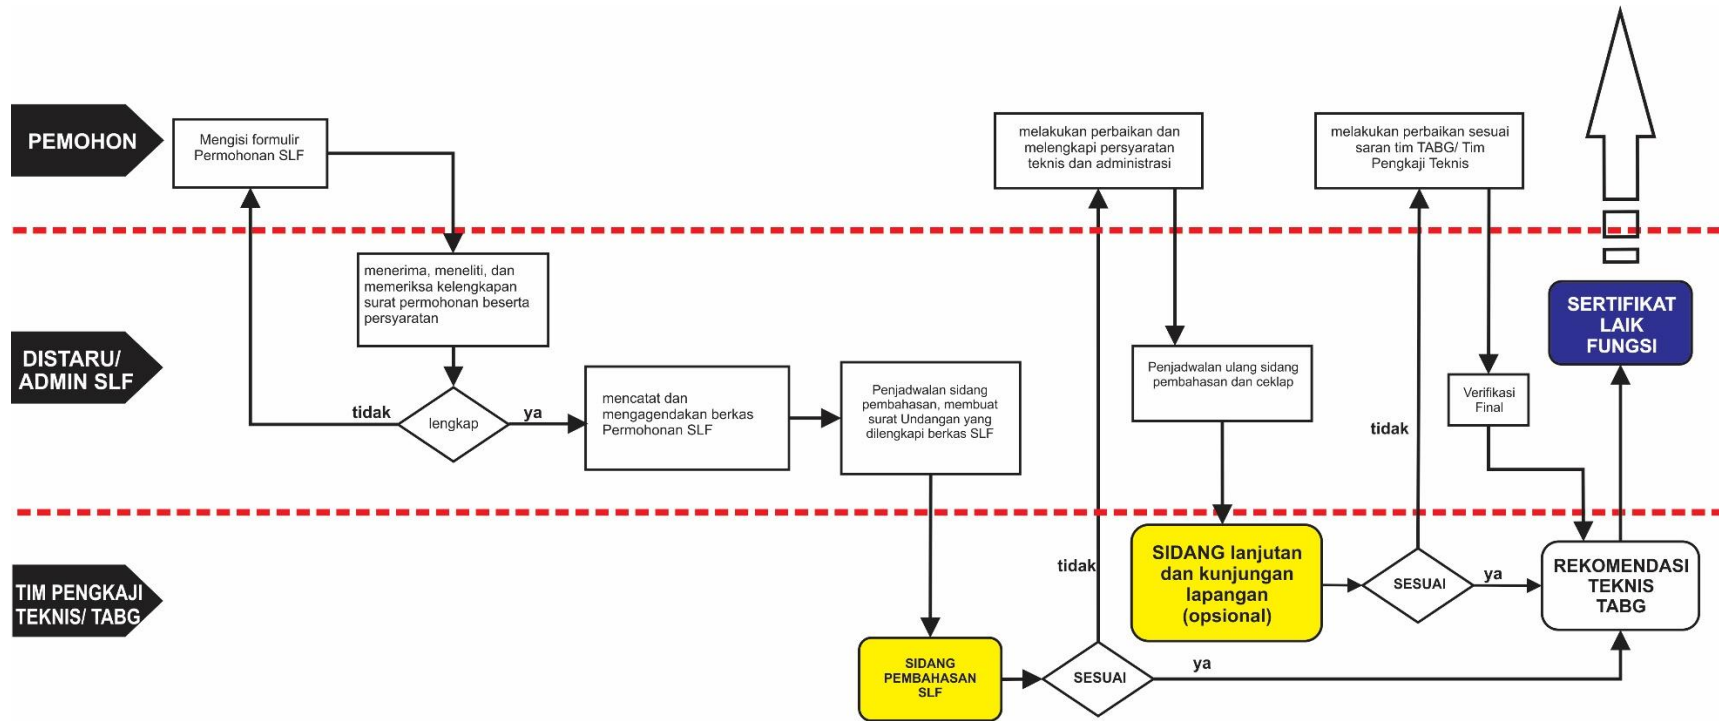 PEMOHON
Mengisi formulir
Permohonan SLF
melakukan perbaikan dan
melengkapi persyaratan
teknis dan administrasi
melakukan perbaikan sesuai
saran tim TABG/ Tim
Pengkaji Teknis
DISTARU/
ADMIN SLF
menerima, meneliti, dan
memeriksa kelengkapan
surat permohonan beserta
persyaratan
tidak
lengkap
ya
mencatat dan
mengagendakan berkas
Permohonan SLF
Penjadwalan sidang
pembahasan, membuat
surat Undangan yang
dilengkapi berkas SLF
Penjadwalan ulang sidang
pembahasan dan ceklap
tidak
Verifikasi
Final
SERTIFIKAT
LAIK
FUNGSI
TIM PENGKAJI
TEKNIS/ TABG
SIDANG
PEMBAHASAN
SLF
tidak
SESUAI
ya
SIDANG lanjutan
dan kunjungan
lapangan
(opsional)
SESUAI
ya
REKOMENDASI
TEKNIS
TABG